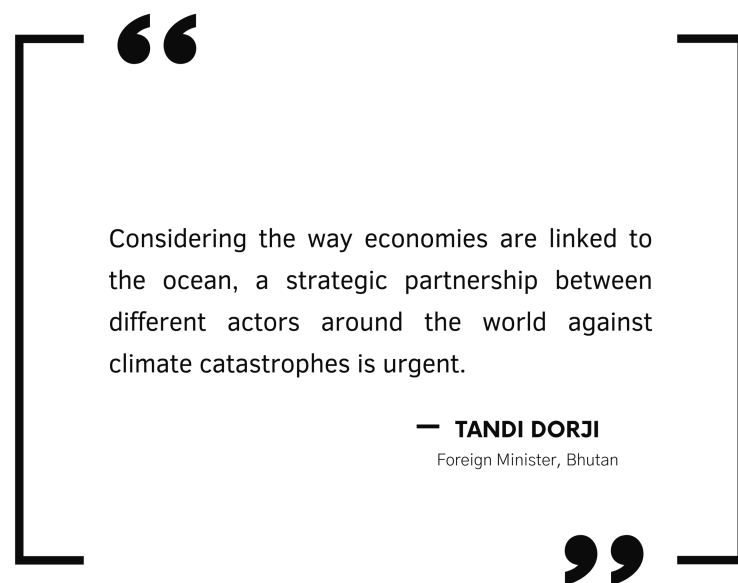 “
Considering the way economies are linked to
the ocean, a strategic partnership between
different actors around the world against
climate catastrophes is urgent.
— TANDI DORJI
Foreign Minister, Bhutan
”